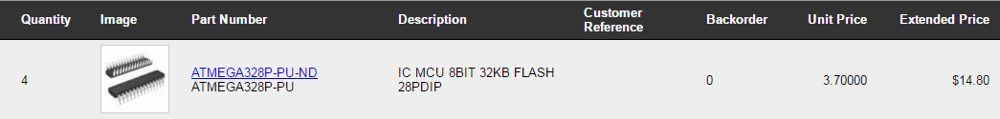 Quantity Image Part Number Description Customer Reference Backorder Unit Price Extended Price
4 ATMEGA328P-PU-ND IC MCU 8BIT 32KB FLASH 0 3.70000 $14.80
ATMEGA328P-PU 28PDIP